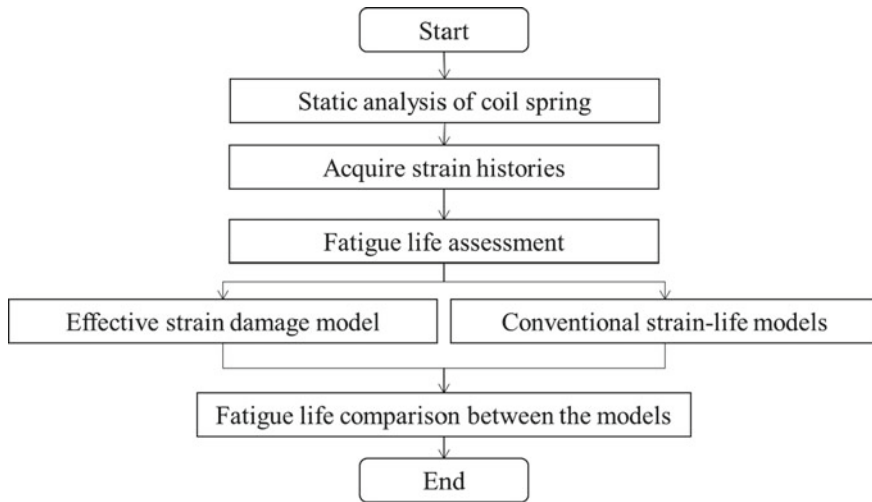 Start
Static analysis of coil spring
Acquire strain histories
Fatigue life assessment
Effective strain damage model
Conventional strain-life models
Fatigue life comparison between the models
End